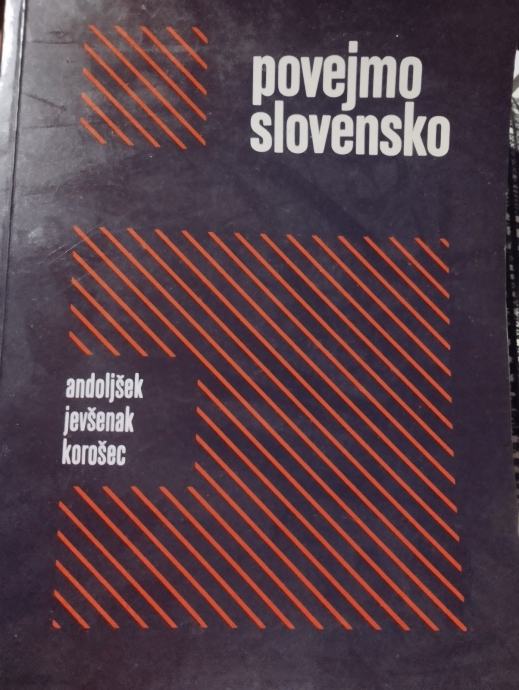 povejmo
slovensko
andoljšek
jevšenak
korošec